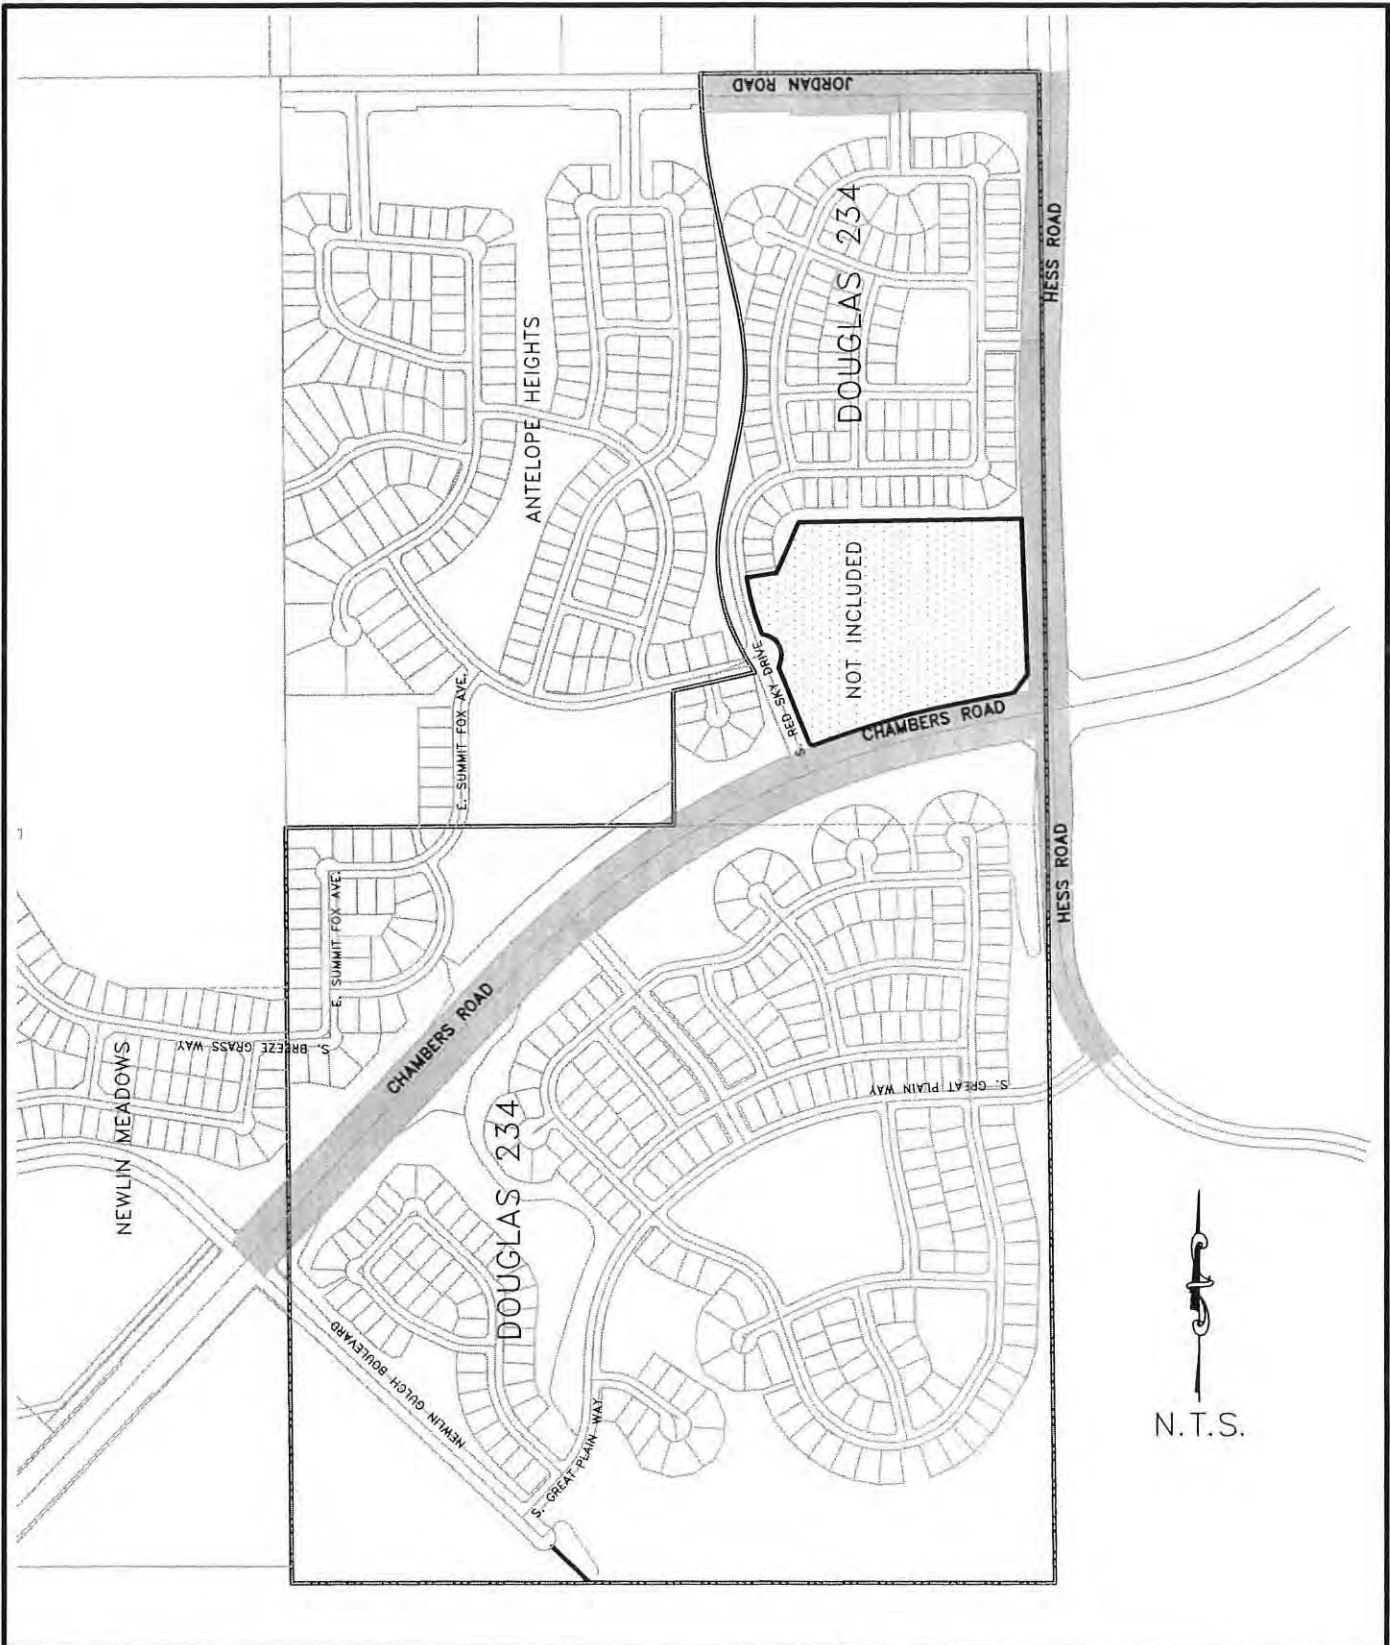 JORDAN ROAD
DOUGLAS 234
HESS ROAD
ANTELOPE HEIGHTS
NOT INCLUDED
S. RED SKY DRIVE
CHAMBERS ROAD
E. SUMMIT FOX AVE.
HESS ROAD
E. SUMMIT FOX AVE.
CHAMBERS ROAD
S. BREEZE GRASS WAY
NEWLIN MEADOWS
S. GREAT PLAIN WAY
DOUGLAS 234
NEWLIN GULCH BOULEVARD
S. GREAT PLAIN WAY
N.T.S.